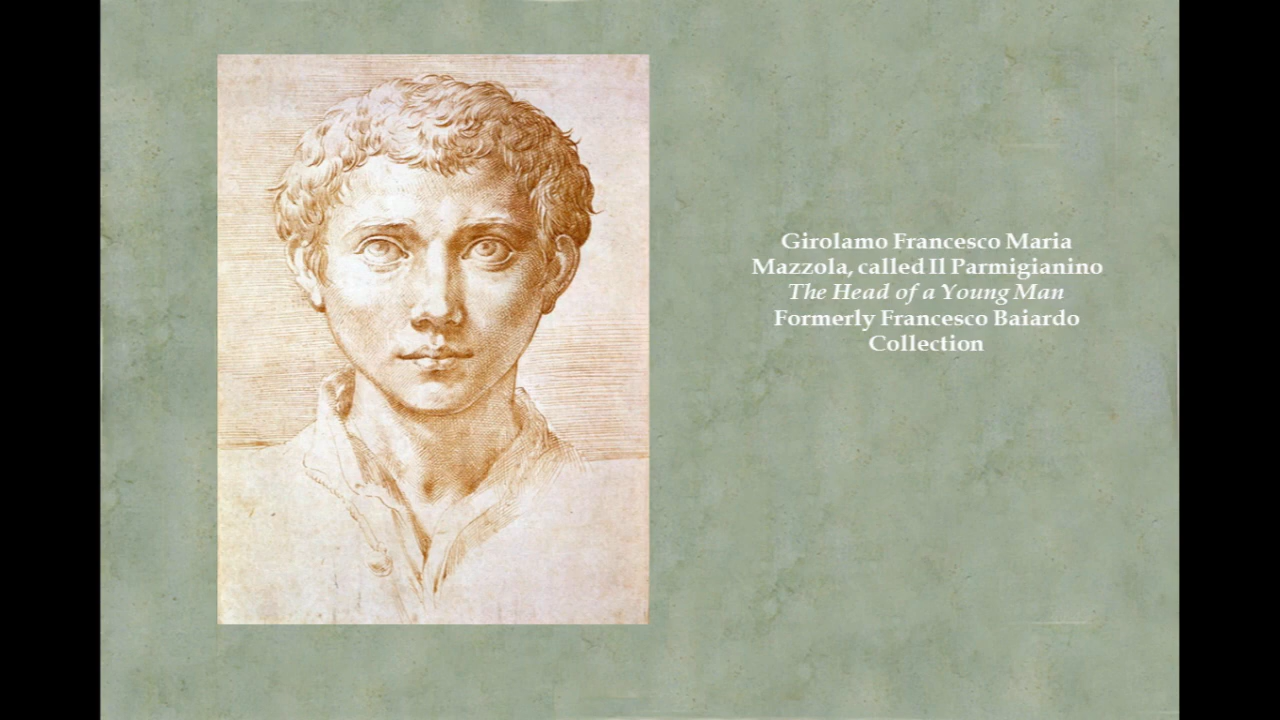 Girolamo Francesco Maria
Mazzola, called Il Parmigianino
The Head of a Young Man
Formerly Francesco Baiardo
Collection